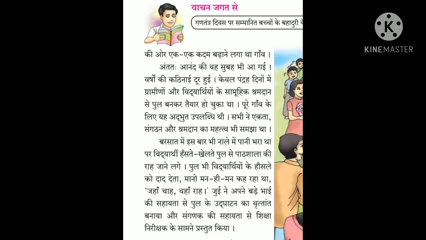 वाचन जगत से
गणतंत्र दिवस पर सम्मानित बच्चों के बहादुरी के
की ओर एक-एक कदम बढ़ाने लगा था गाँव ।
अंततः आनंद की वह सुबह भी आ गई ।
वर्षों की कठिनाई दूर हुई । केवल पंद्रह दिनों में
ग्रामीणों और विद्यार्थियों के सामूहिक श्रमदान
से पुल बनकर तैयार हो चुका था । पूरे गाँव के
लिए यह अद्भुत उपलब्धि थी । सभी ने एकता,
संगठन और श्रमदान का महत्त्व भी समझा था ।
बरसात में इस बार भी नाले में पानी भरा था
पर विद्यार्थी हँसते-खेलते पुल से पाठशाला की
राह जाने लगे । पुल भी विद्यार्थियों के हौसले
को दाद देता, मानो मन-ही-मन कह रहा था,
'जहाँ चाह, वहाँ राह ।' जुई ने अपने बड़े भाई
की सहायता से पुल के उद्घाटन का वृत्तांत
बनाया और संगणक की सहायता से शिक्षा
निरीक्षक के सामने प्रस्तुत किया ।
Made with
KINEMASTER